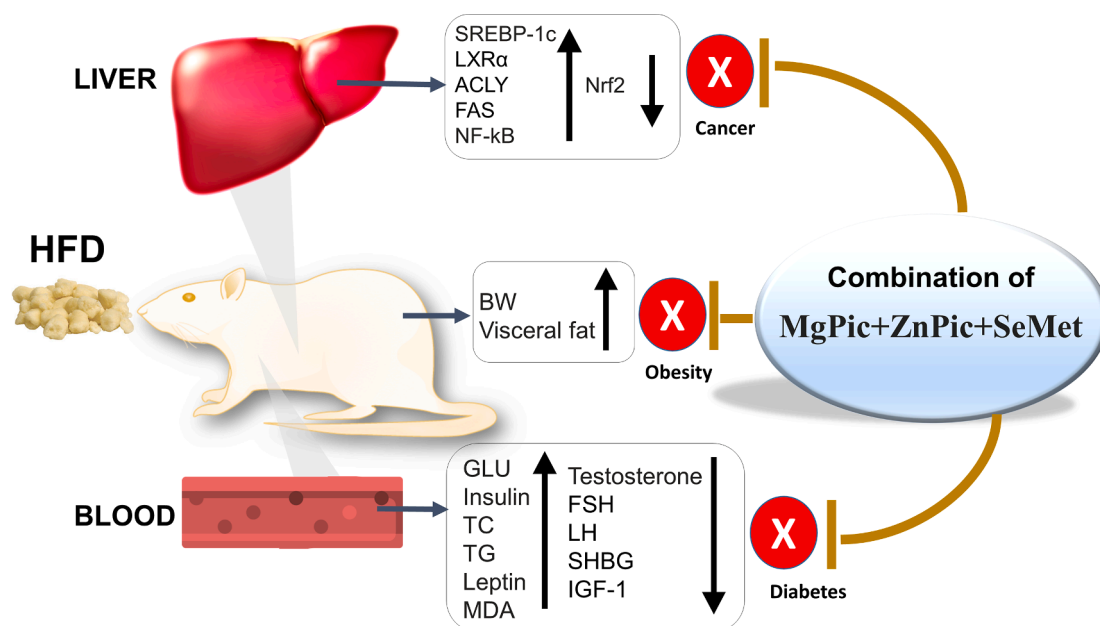 LIVER
SREBP-1c
LXRα
ACLY
FAS
NF-kB
Nrf2
X
Cancer
HFD
BW
Visceral fat
X
Obesity
Combination of
MgPic+ZnPic+SeMet
BLOOD
GLU
Insulin
TC
TG
Leptin
MDA
Testosterone
FSH
LH
SHBG
IGF-1
X
Diabetes